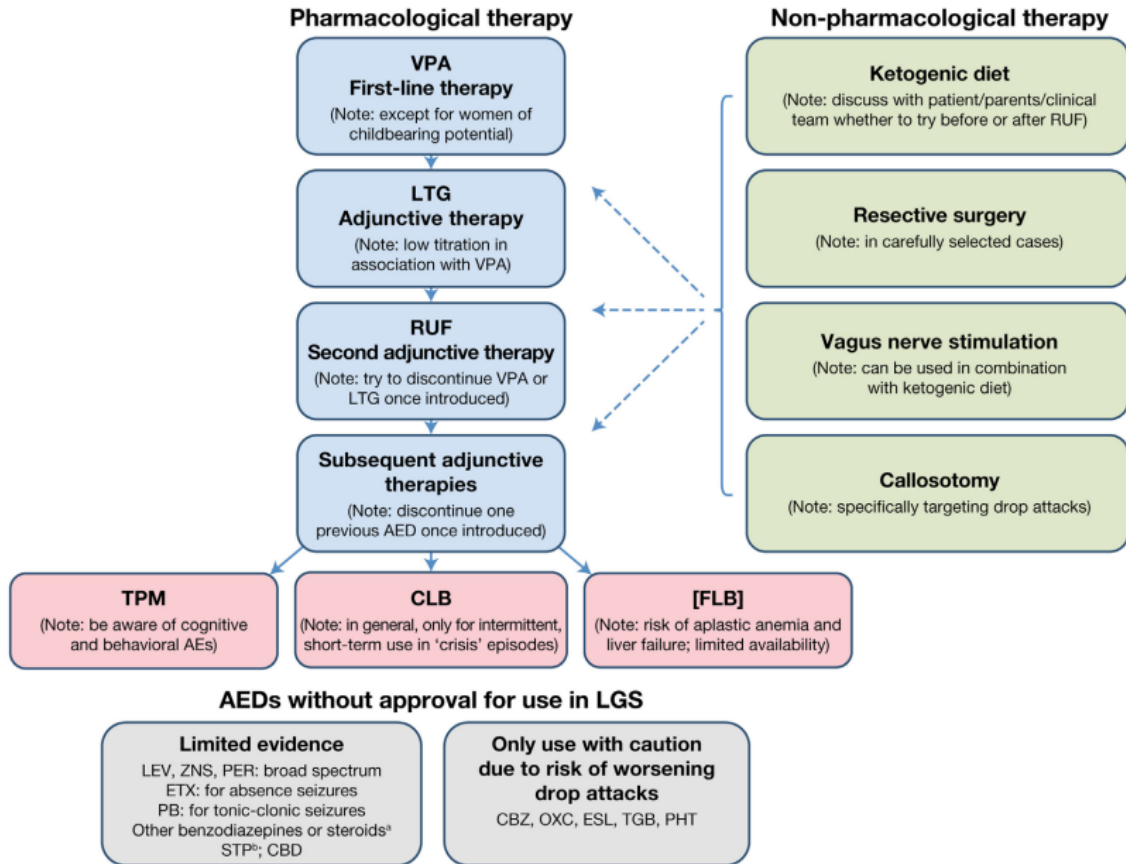 Pharmacological therapy
VPA
First-line therapy
(Note: except for women of
childbearing potential)
LTG
Adjunctive therapy
(Note: low titration in
association with VPA)
RUF
Second adjunctive therapy
(Note: try to discontinue VPA or
LTG once introduced)
Subsequent adjunctive
therapies
(Note: discontinue one
previous AED once introduced)
TPM
(Note: be aware of cognitive
and behavioral AEs)
CLB
(Note: in general, only for intermittent,
short-term use in ‘crisis’ episodes)
[FLB]
(Note: risk of aplastic anemia and
liver failure; limited availability)
Non-pharmacological therapy
Ketogenic diet
(Note: discuss with patient/parents/clinical
team whether to try before or after RUF)
Resective surgery
(Note: in carefully selected cases)
Vagus nerve stimulation
(Note: can be used in combination
with ketogenic diet)
Callosotomy
(Note: specifically targeting drop attacks)
AEDs without approval for use in LGS
Limited evidence
LEV, ZNS, PER: broad spectrum
ETX: for absence seizures
PB: for tonic-clonic seizures
Other benzodiazepines or steroidsᵃ
STPᵇ; CBD
Only use with caution
due to risk of worsening
drop attacks
CBZ, OXC, ESL, TGB, PHT